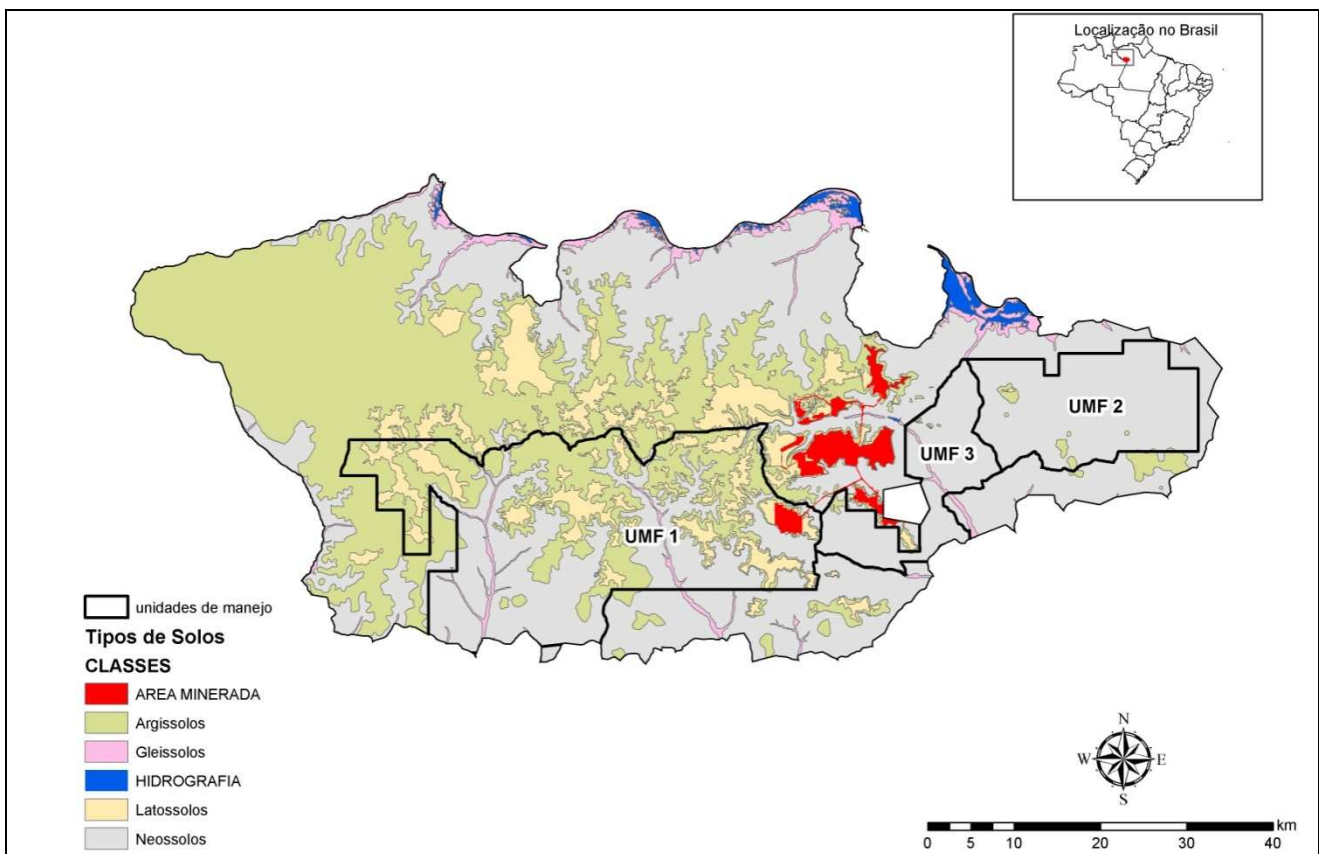 Localização no Brasil
UMF 2
UMF 3
UMF 1
unidades de manejo
Tipos de Solos
CLASSES
AREA MINERADA
Argissolos
Gleissolos
HIDROGRAFIA
Latossolos
Neossolos
N
W E
S
km
0 5 10 20 30 40